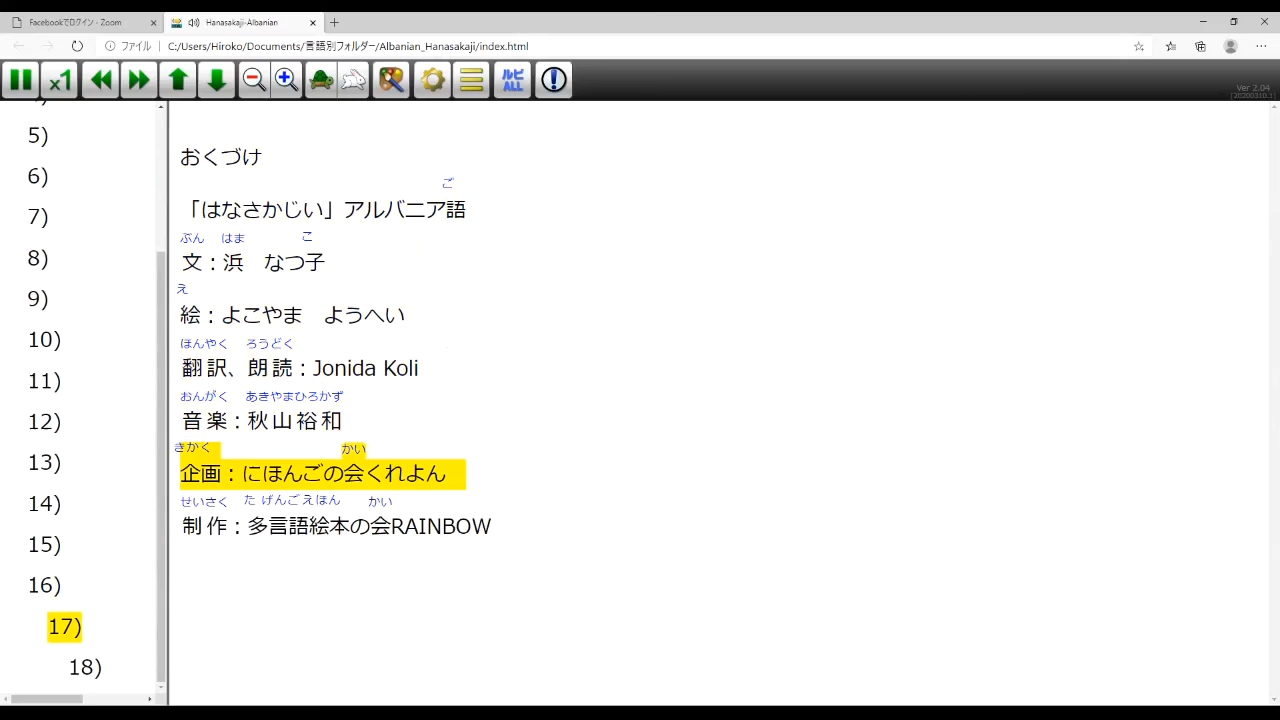 Facebookでログイン - Zoom
Hanasakaji-Albanian
ファイル
C:/Users/Hiroko/Documents/言語別フォルダー/Albanian_Hanasakaji/index.html
x1
ルビ
ALL
Ver 2.04
5)
6)
7)
8)
9)
10)
11)
12)
13)
14)
15)
16)
17)
18)
おくづけ
ご
「はなさかじい」アルバニア語
ぶん はま こ
文：浜　なつ子
え
絵：よこやま　ようへい
ほんやく ろうどく
翻訳、朗読：Jonida Koli
おんがく あきやまひろかず
音楽：秋山裕和
きかく かい
企画：にほんごの会くれよん
せいさく た げんご えほん かい
制作：多言語絵本の会RAINBOW